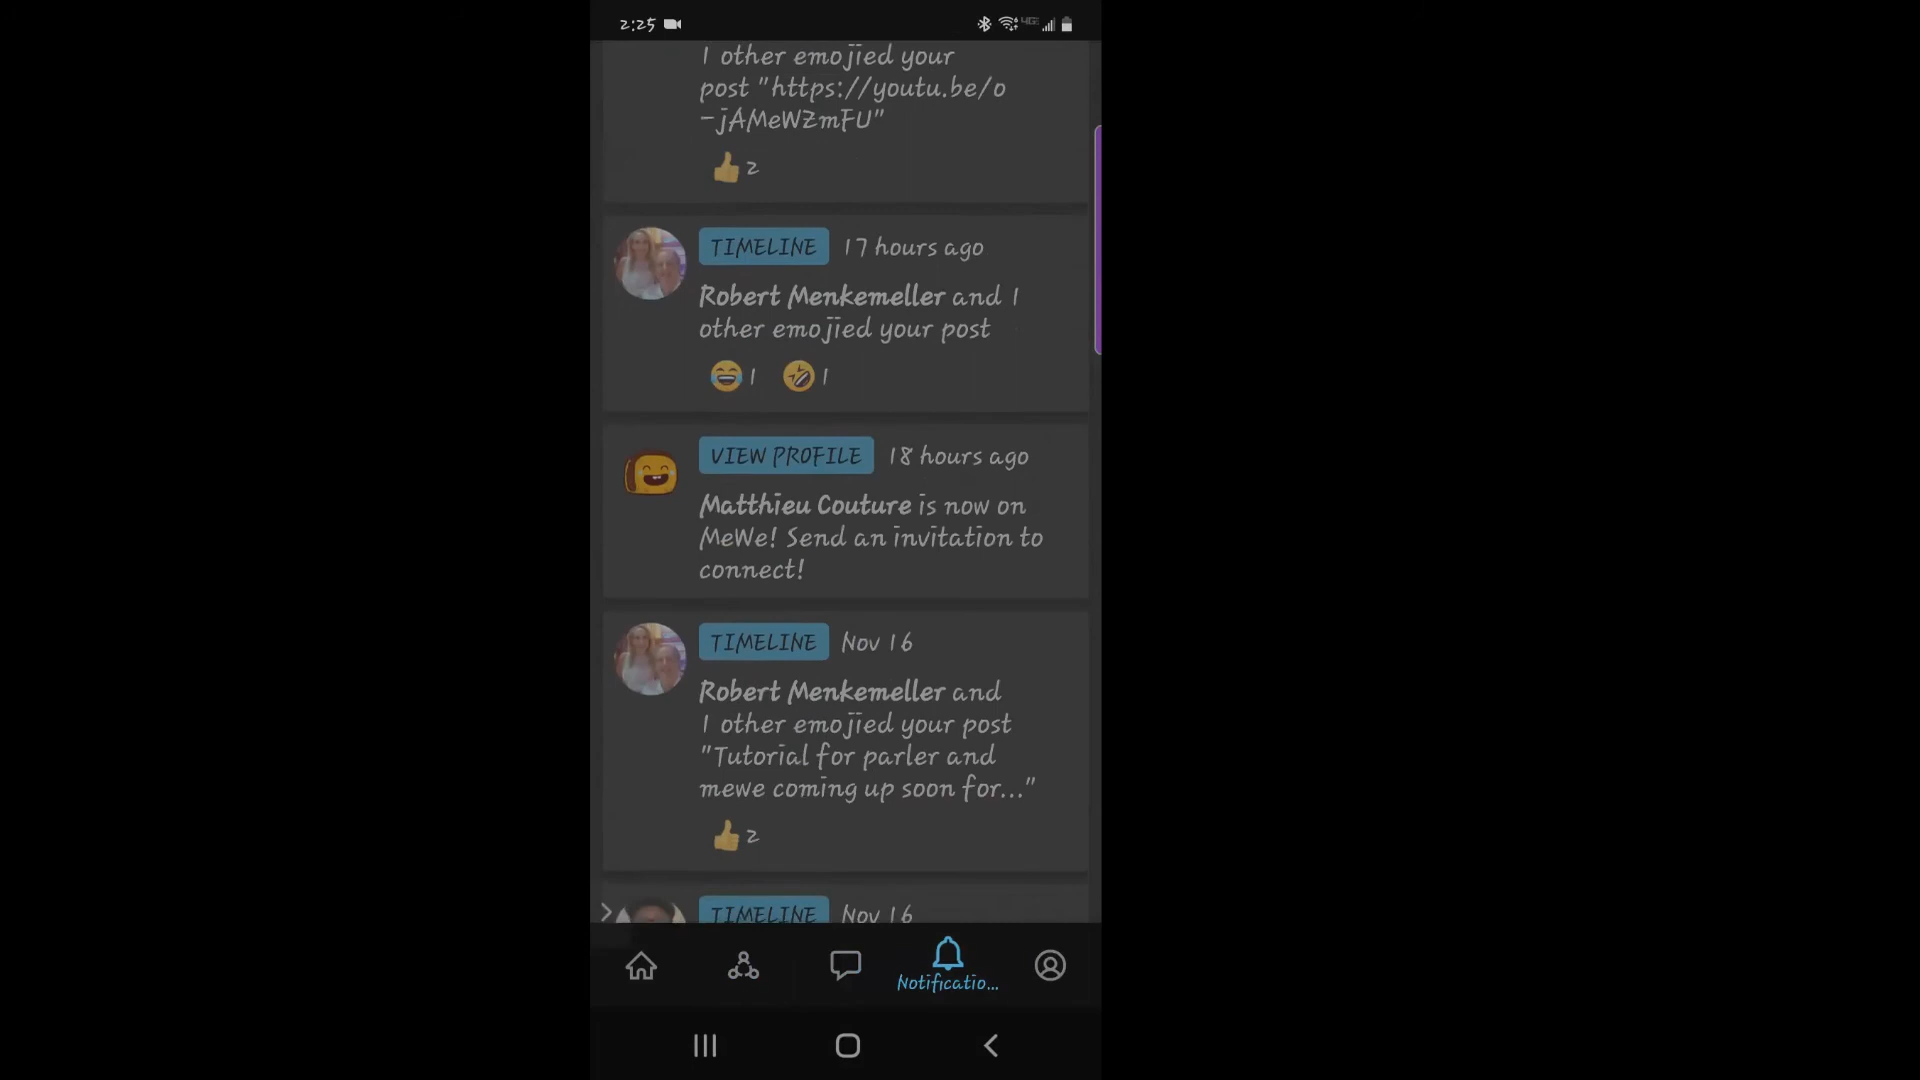 2:25
1 other emojied your
post "https://youtu.be/o
-jAMeWZmFU"
2
TIMELINE 17 hours ago
Robert Menkemeller and 1
other emojied your post
1 1
VIEW PROFILE 18 hours ago
Matthieu Couture is now on
MeWe! Send an invitation to
connect!
TIMELINE Nov 16
Robert Menkemeller and
1 other emojied your post
"Tutorial for parler and
mewe coming up soon for..."
2
TIMELINE Nov 16
Notificatio...